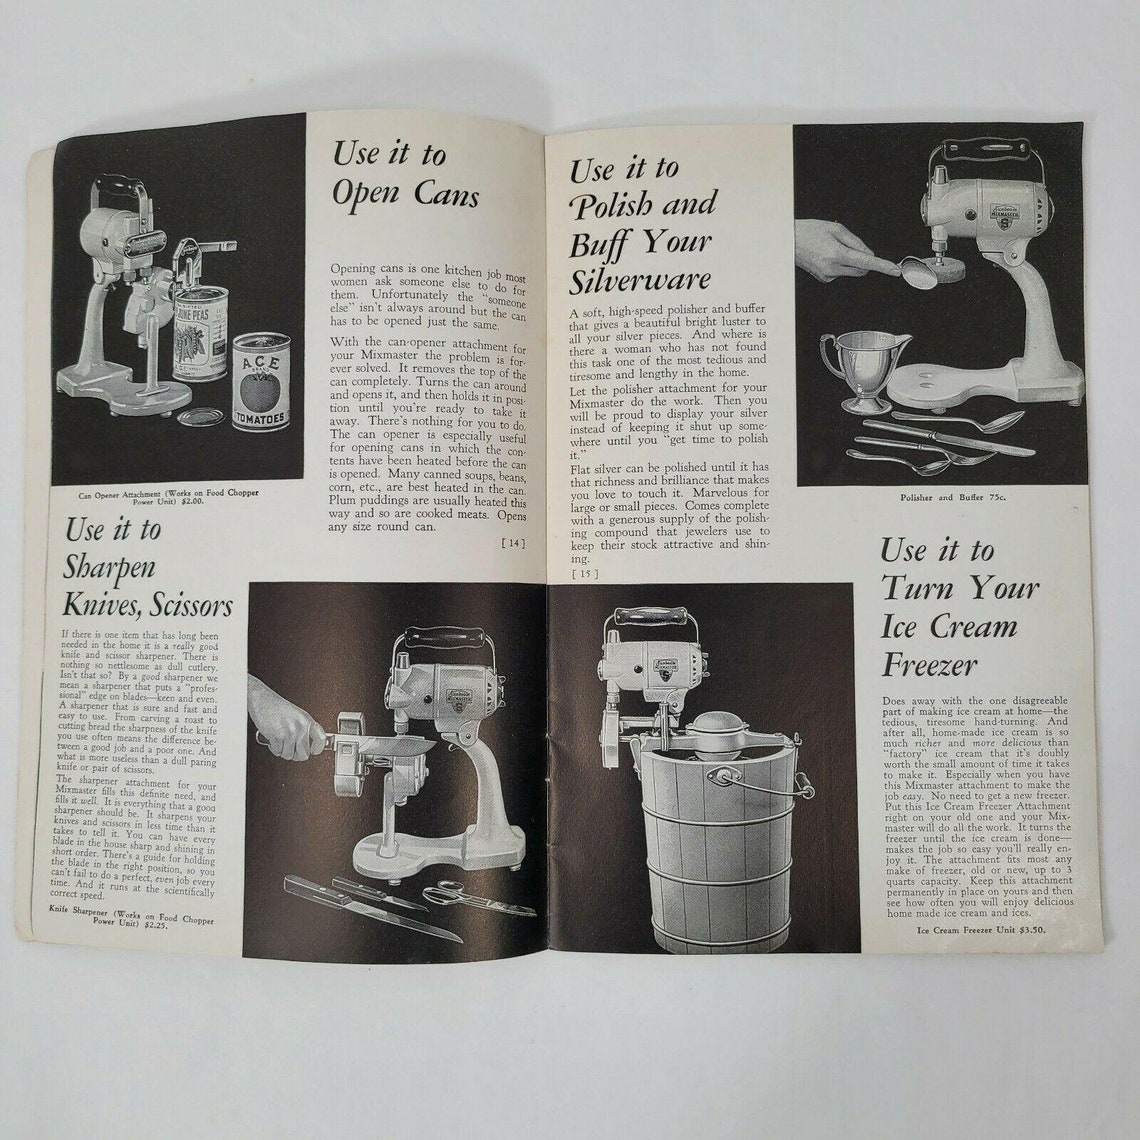 Use it to
Open Cans
Opening cans is one kitchen job most
women ask someone else to do for
them. Unfortunately the "someone
else" isn't always around but the can
has to be opened just the same.
With the can-opener attachment for
your Mixmaster the problem is for-
ever solved. It removes the top of the
can completely. Turns the can around
and opens it, and then holds it in posi-
tion until you're ready to take it
away. There's nothing for you to do.
The can opener is especially useful
for opening cans in which the con-
tents have been heated before the can
is opened. Many canned soups, beans,
corn, etc., are best heated in the can.
Plum puddings are usually heated this
way and so are cooked meats. Opens
any size round can.
[ 14 ]
PEAS
ACE
BRAND
TOMATOES
Can Opener Attachment (Works on Food Chopper
Power Unit) $2.00.
Use it to
Sharpen
Knives, Scissors
If there is one item that has long been
needed in the home it is a really good
knife and scissor sharpener. There is
nothing so nettlesome as dull cutlery.
Isn't that so? By a good sharpener we
mean a sharpener that puts a "profes-
sional" edge on blades—keen and even.
A sharpener that is sure and fast and
easy to use. From carving a roast to
cutting bread the sharpness of the knife
you use often means the difference be-
tween a good job and a poor one. And
what is more useless than a dull paring
knife or pair of scissors.
The sharpener attachment for your
Mixmaster fills this definite need, and
fills it well. It is everything that a good
sharpener should be. It sharpens your
knives and scissors in less time than it
takes to tell it. You can have every
blade in the house sharp and shining in
short order. There's a guide for holding
the blade in the right position, so you
can't fail to do a perfect, even job every
time. And it runs at the scientifically
correct speed.
Knife Sharpener (Works on Food Chopper
Power Unit) $2.25.
Sunbeam
MIXMASTER
Use it to
Polish and
Buff Your
Silverware
A soft, high-speed polisher and buffer
that gives a beautiful bright luster to
all your silver pieces. And where is
there a woman who has not found
this task one of the most tedious and
tiresome and lengthy in the home.
Let the polisher attachment for your
Mixmaster do the work. Then you
will be proud to display your silver
instead of keeping it shut up some-
where until you "get time to polish
it."
Flat silver can be polished until it has
that richness and brilliance that makes
you love to touch it. Marvelous for
large or small pieces. Comes complete
with a generous supply of the polish-
ing compound that jewelers use to
keep their stock attractive and shin-
ing.
[ 15 ]
Sunbeam
MIXMASTER
Polisher and Buffer 75c.
Use it to
Turn Your
Ice Cream
Freezer
Does away with the one disagreeable
part of making ice cream at home—the
tedious, tiresome hand-turning. And
after all, home-made ice cream is so
much richer and more delicious than
"factory" ice cream that it's doubly
worth the small amount of time it takes
to make it. Especially when you have
this Mixmaster attachment to make the
job easy. No need to get a new freezer.
Put this Ice Cream Freezer Attachment
right on your old one and your Mix-
master will do all the work. It turns the
freezer until the ice cream is done—
makes the job so easy you'll really en-
joy it. The attachment fits most any
make of freezer, old or new, up to 3
quarts capacity. Keep this attachment
permanently in place on yours and then
see how often you will enjoy delicious
home made ice cream and ices.
Ice Cream Freezer Unit $3.50.
Sunbeam
MIXMASTER